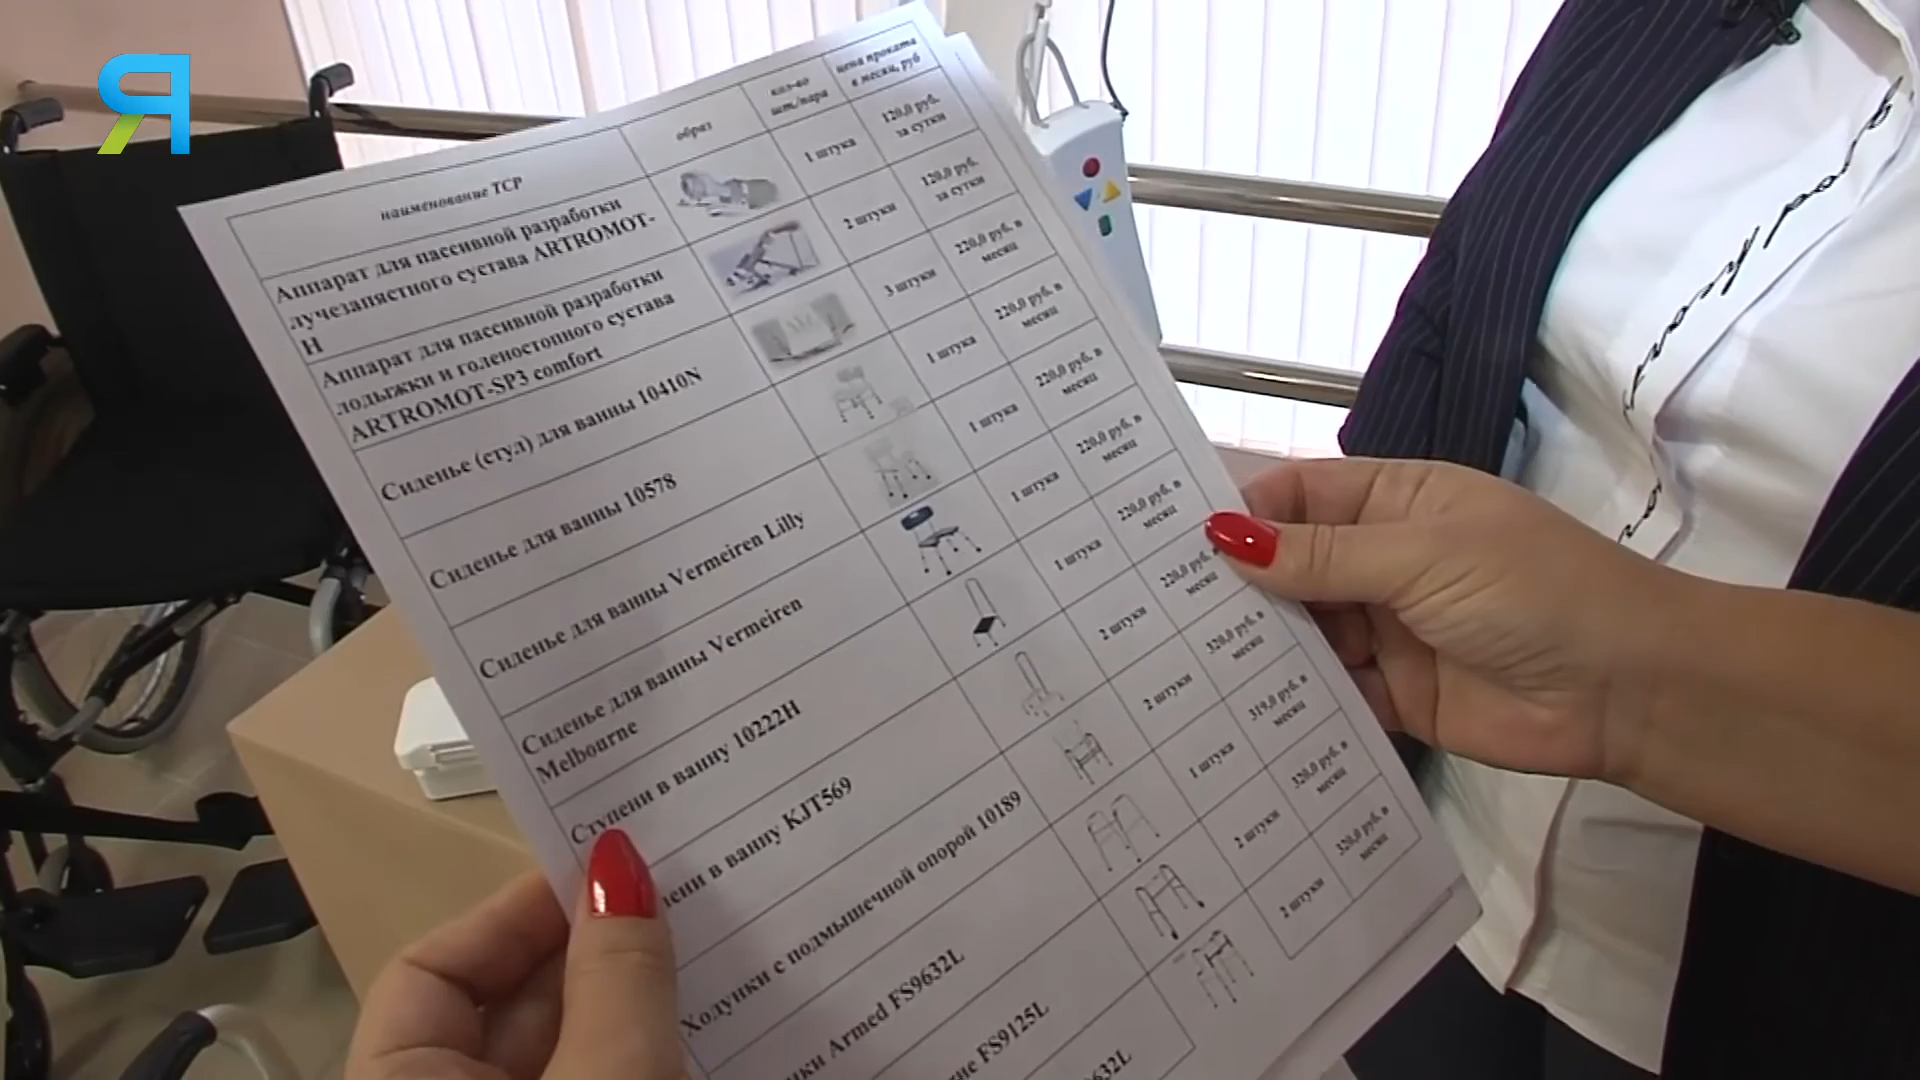 Я
наименование ТСР
образ
кол-во
шт/пара
цена проката
в месяц, руб
Аппарат для пассивной разработки
лучезапястного сустава ARTROMOT-
H
1 штука
120,0 руб.
за сутки
Аппарат для пассивной разработки
лодыжки и голеностопного сустава
ARTROMOT-SP3 comfort
2 штуки
120,0 руб.
за сутки
Сиденье (стул) для ванны 10410N
3 штуки
220,0 руб. в
месяц
Сиденье для ванны 10578
1 штука
220,0 руб. в
месяц
Сиденье для ванны Vermeiren Lilly
1 штука
220,0 руб. в
месяц
Сиденье для ванны Vermeiren
Melbourne
1 штука
220,0 руб. в
месяц
Ступени в ванну 10222H
1 штука
220,0 руб. в
месяц
в ванну KJT569
2 штуки
220,0 руб. в
месяц
Ходунки с подмышечной опорой 10189
2 штуки
320,0 руб. в
месяц
Armed FS9632L
1 штука
319,0 руб. в
месяц
FS9125L
2 штуки
320,0 руб. в
месяц
2 штуки
320,0 руб. в
месяц